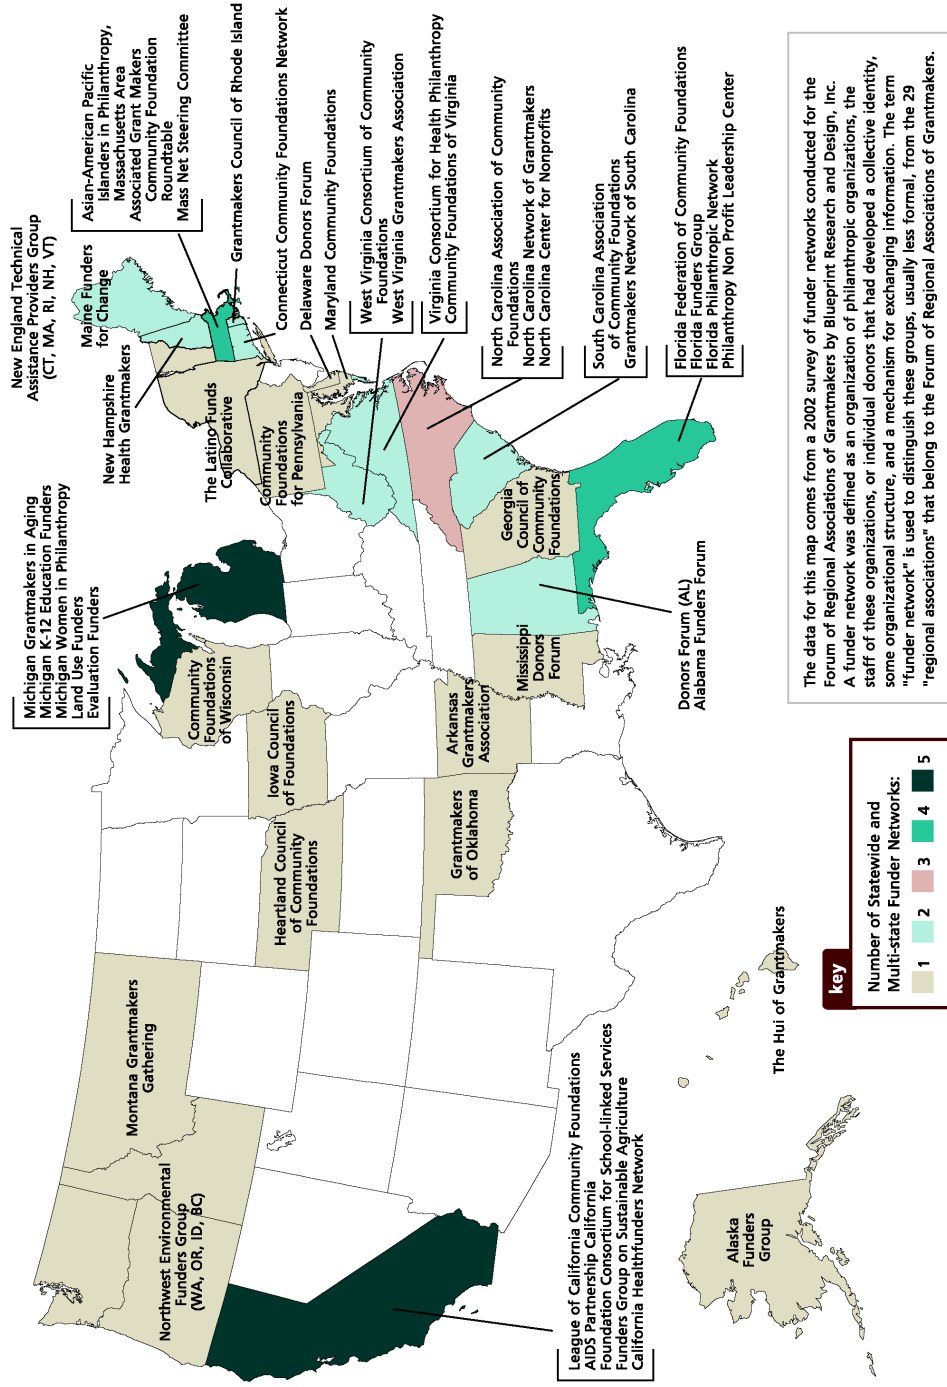 New England Technical
Assistance Providers Group
(CT, MA, RI, NH, VT)
Maine Funders
for Change
Asian-American Pacific
Islanders in Philanthropy,
Massachusetts Area
Associated Grant Makers
Community Foundation
Roundtable
Mass Net Steering Committee
Grantmakers Council of Rhode Island
Connecticut Community Foundations Network
Delaware Donors Forum
Maryland Community Foundations
West Virginia Consortium of Community
Foundations
West Virginia Grantmakers Association
Virginia Consortium for Health Philanthropy
Community Foundations of Virginia
North Carolina Association of Community
Foundations
North Carolina Network of Grantmakers
North Carolina Center for Nonprofits
South Carolina Association
of Community Foundations
Grantmakers Network of South Carolina
Florida Federation of Community Foundations
Florida Funders Group
Florida Philanthropic Network
Philanthropy Non Profit Leadership Center
New Hampshire
Health Grantmakers
The Latino Funds
Collaborative
Community
Foundations
for Pennsylvania
Georgia
Council of
Community
Foundations
Michigan Grantmakers in Aging
Michigan K-12 Education Funders
Michigan Women in Philanthropy
Land Use Funders
Evaluation Funders
Community
Foundations
of Wisconsin
Iowa Council
of Foundations
Heartland Council
of Community
Foundations
Arkansas
Grantmakers
Association
Grantmakers
of Oklahoma
Mississippi
Donors
Forum
Donors Forum (AL)
Alabama Funders Forum
Montana Grantmakers
Gathering
Northwest Environmental
Funders Group
(WA, OR, ID, BC)
League of California Community Foundations
AIDS Partnership California
Foundation Consortium for School-linked Services
Funders Group on Sustainable Agriculture
California Healthfunders Network
Alaska
Funders
Group
The Hui of Grantmakers
key
Number of Statewide and
Multi-state Funder Networks:
1 2 3 4 5
The data for this map comes from a 2002 survey of funder networks conducted for the
Forum of Regional Associations of Grantmakers by Blueprint Research and Design, Inc.
A funder network was defined as an organization of philanthropic organizations, the
staff of these organizations, or individual donors that had developed a collective identity,
some organizational structure, and a mechanism for exchanging information. The term
"funder network" is used to distinguish these groups, usually less formal, from the 29
"regional associations" that belong to the Forum of Regional Associations of Grantmakers.